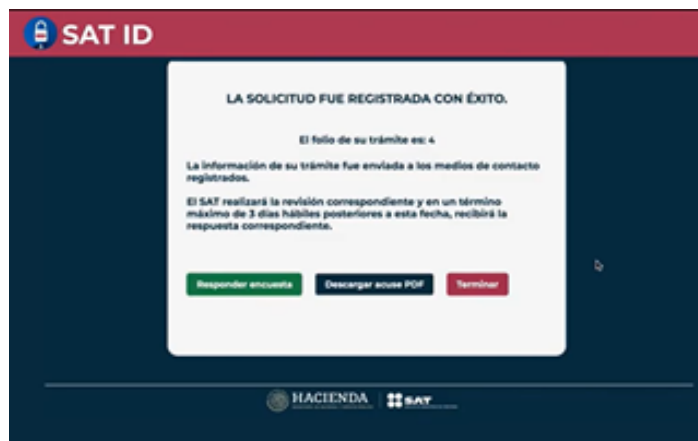 SAT ID
LA SOLICITUD FUE REGISTRADA CON ÉXITO.
El folio de su trámite es: 4
La información de su trámite fue enviada a los medios de contacto
registrados.
El SAT realizará la revisión correspondiente y en un término
máximo de 3 días hábiles posteriores a esta fecha, recibirá la
respuesta correspondiente.
Responder encuesta Descargar acuse PDF Terminar
HACIENDA SAT